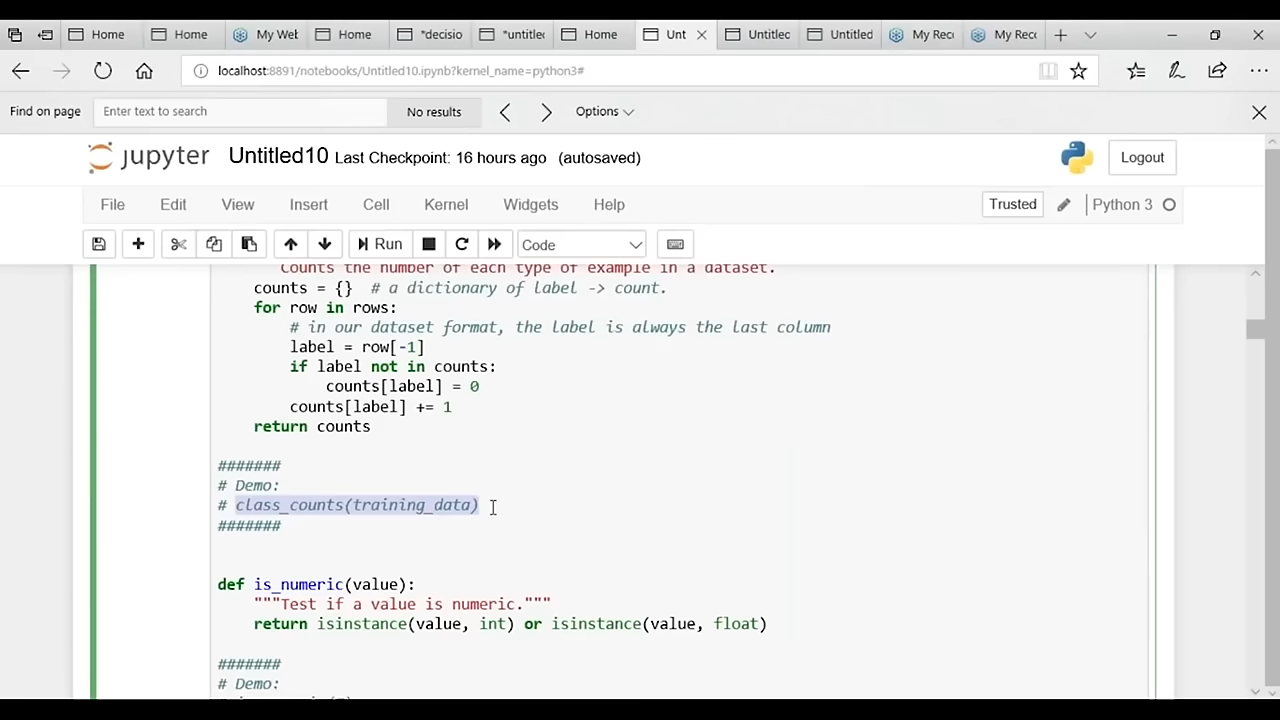 Home
Home
My Web
Home
*decisio
*untitle
Home
Unt
Untitlec
Untitled
My Rec
My Rec
localhost:8891/notebooks/Untitled10.ipynb?kernel_name=python3#
Find on page
Enter text to search
No results
Options
jupyter Untitled10 Last Checkpoint: 16 hours ago (autosaved)
Logout
File Edit View Insert Cell Kernel Widgets Help
Trusted
Python 3
Run
Code
Counts the number of each type of example in a dataset.
counts = {}  # a dictionary of label -> count.
for row in rows:
# in our dataset format, the label is always the last column
label = row[-1]
if label not in counts:
counts[label] = 0
counts[label] += 1
return counts
#######
# Demo:
# class_counts(training_data)
#######
def is_numeric(value):
"""Test if a value is numeric."""
return isinstance(value, int) or isinstance(value, float)
#######
# Demo: